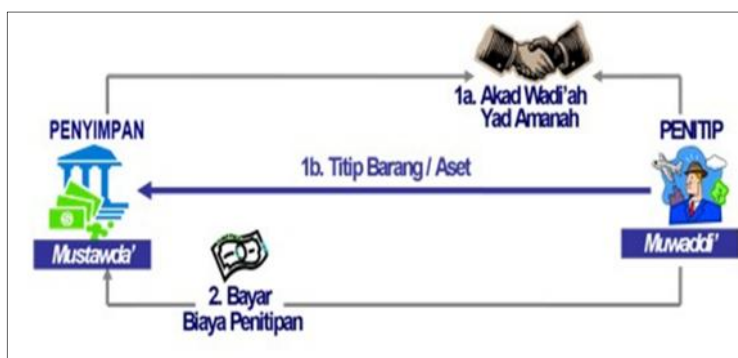 1a. Akad Wadi'ah
Yad Amanah
PENYIMPAN
PENITIP
1b. Titip Barang / Aset
Mustawda'
Muwaddi'
2. Bayar
Biaya Penitipan